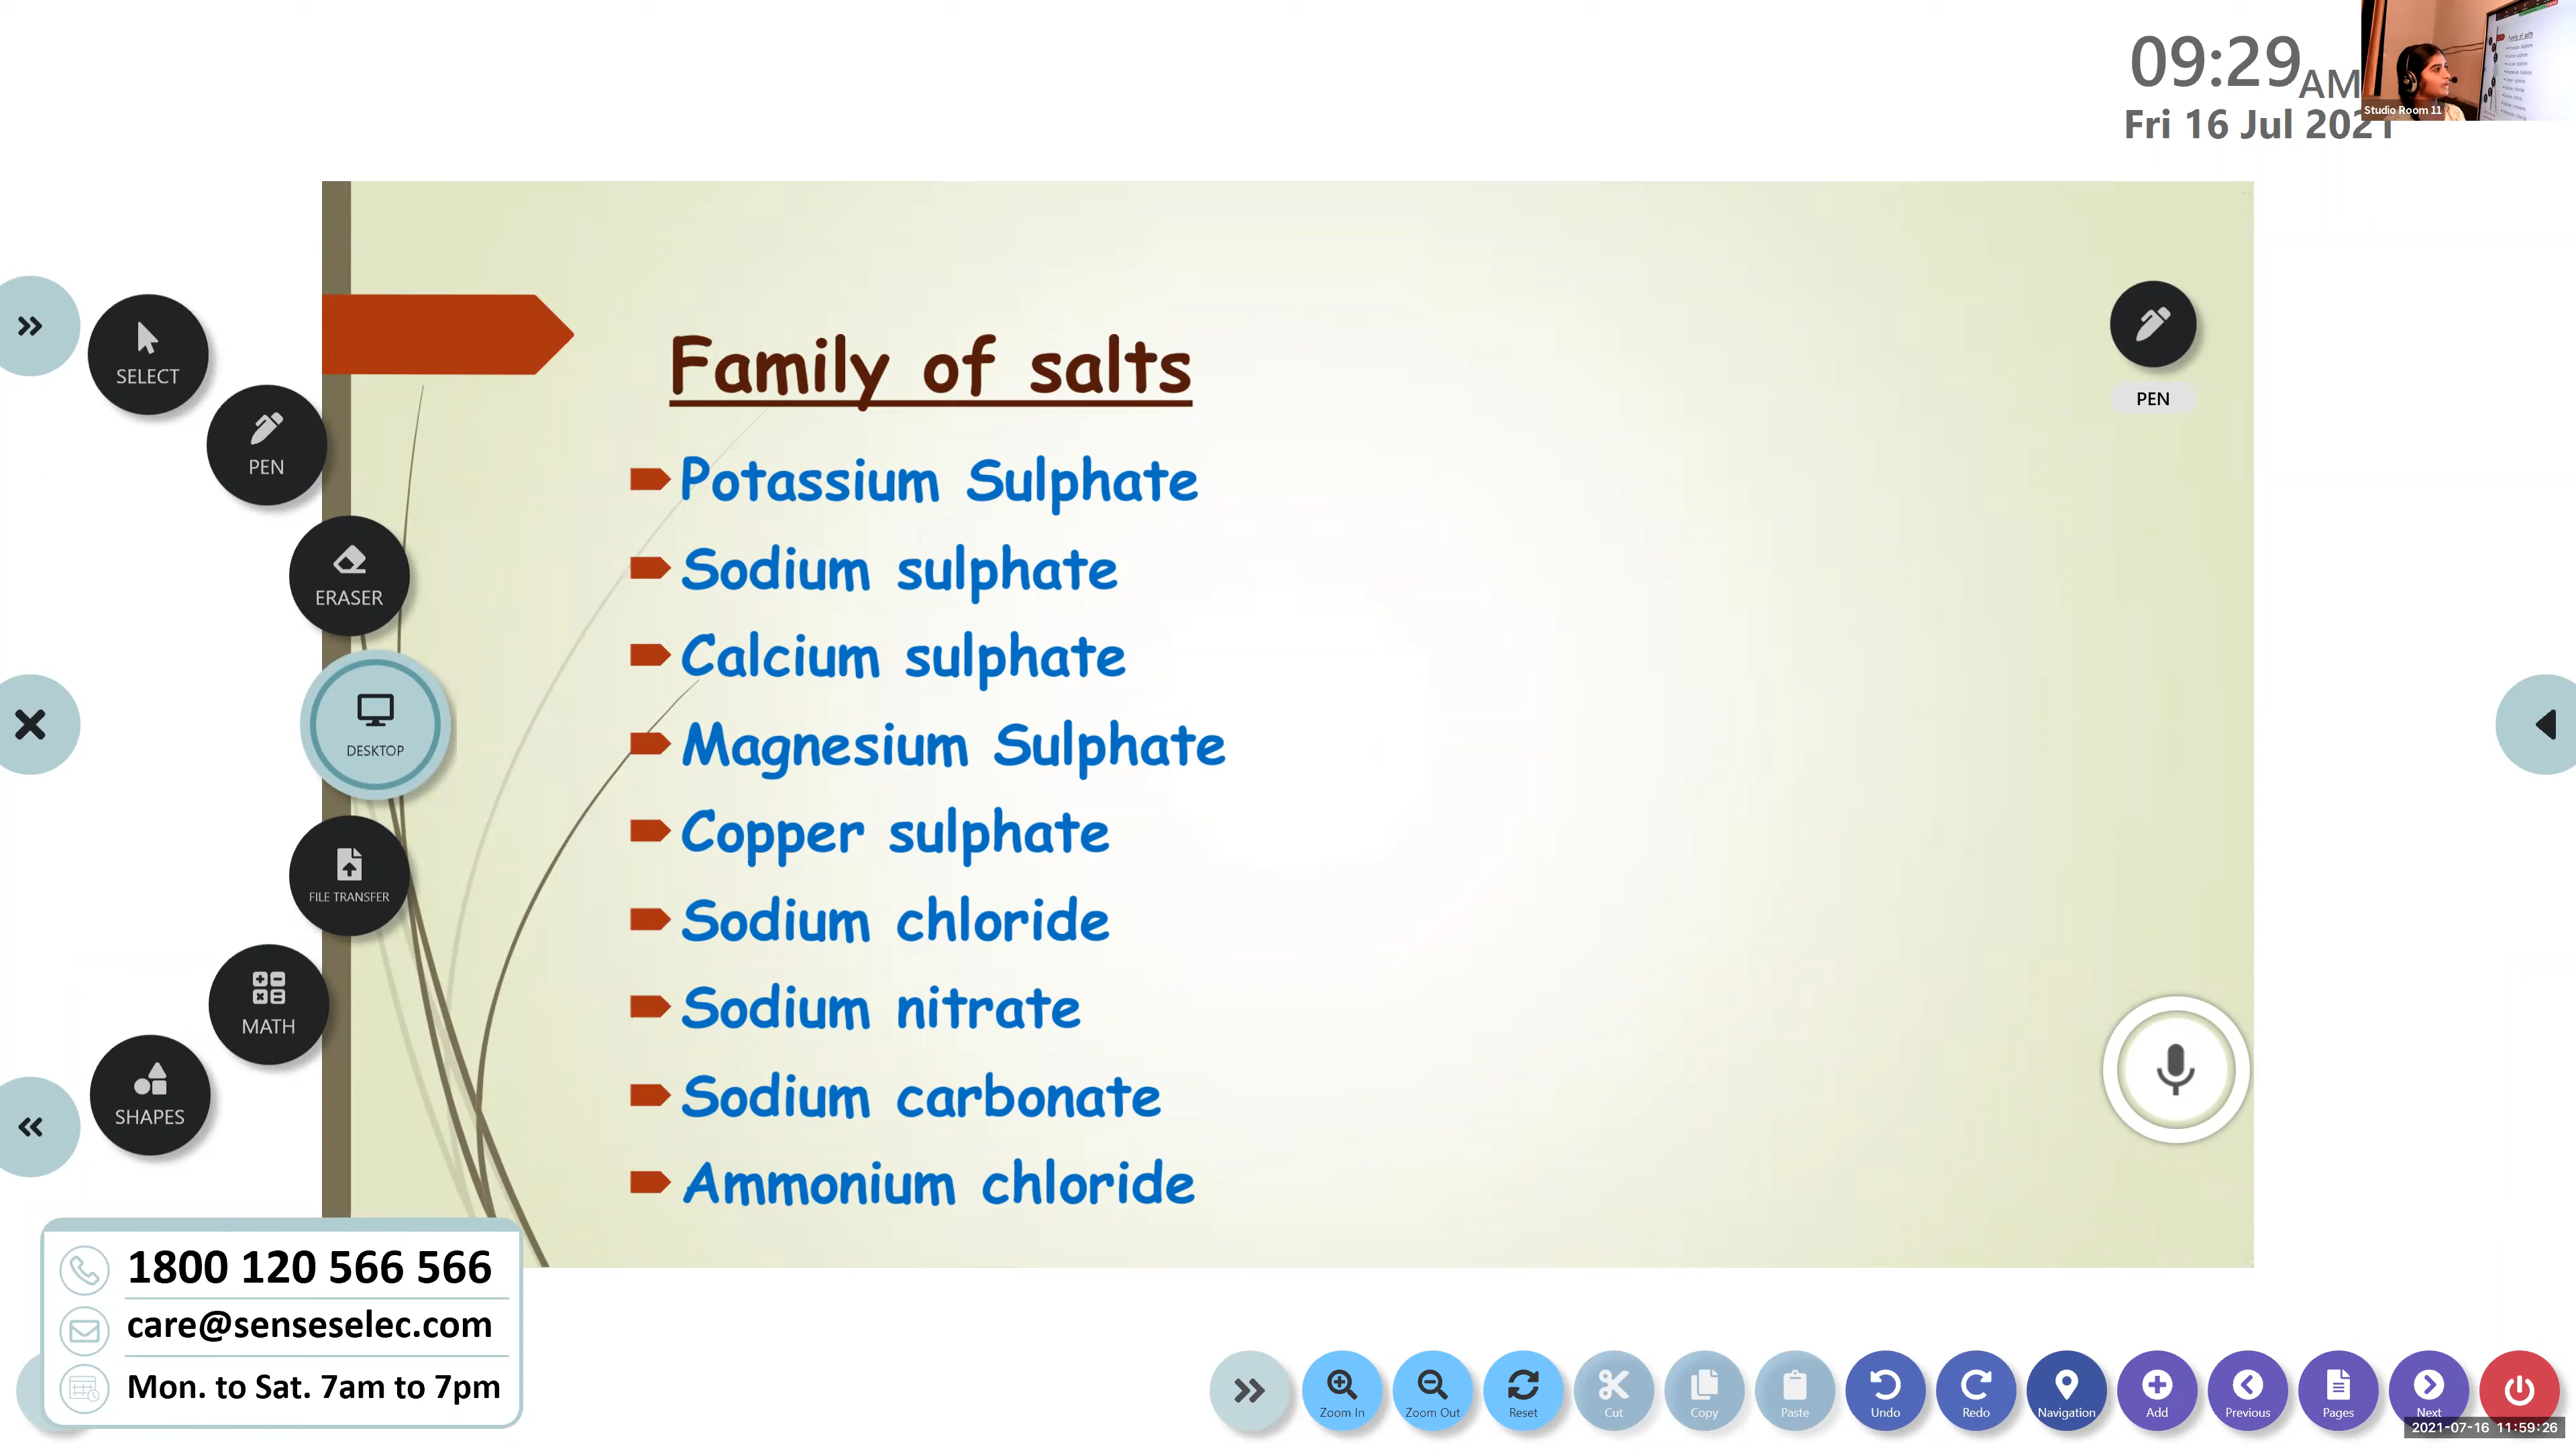 09:29 AM
Fri 16 Jul 2021
Studio Room 11
SELECT
PEN
ERASER
DESKTOP
FILE TRANSFER
MATH
SHAPES
Family of salts
Potassium Sulphate
Sodium sulphate
Calcium sulphate
Magnesium Sulphate
Copper sulphate
Sodium chloride
Sodium nitrate
Sodium carbonate
Ammonium chloride
PEN
1800 120 566 566
care@senseselec.com
Mon. to Sat. 7am to 7pm
Zoom In
Zoom Out
Reset
Cut
Copy
Paste
Undo
Redo
Navigation
Add
Previous
Pages
Next
2021-07-16 11:59:26